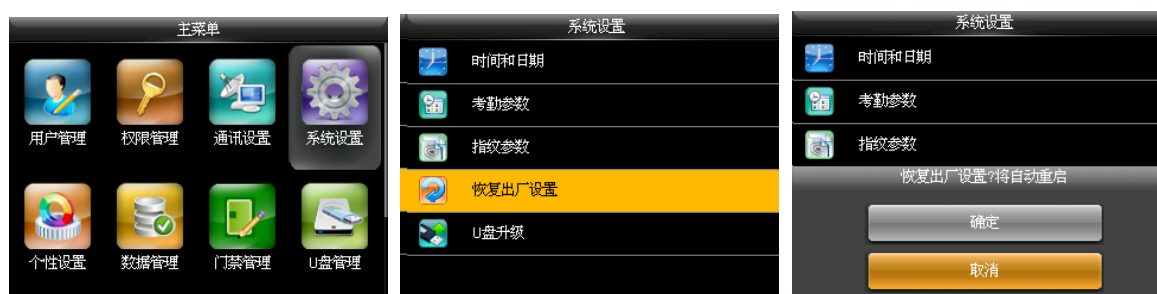 主菜单
用户管理 权限管理 通讯设置 系统设置
个性设置 数据管理 门禁管理 U盘管理
系统设置
时间和日期
考勤参数
指纹参数
恢复出厂设置
U盘升级
系统设置
时间和日期
考勤参数
指纹参数
恢复出厂设置?将自动重启
确定
取消